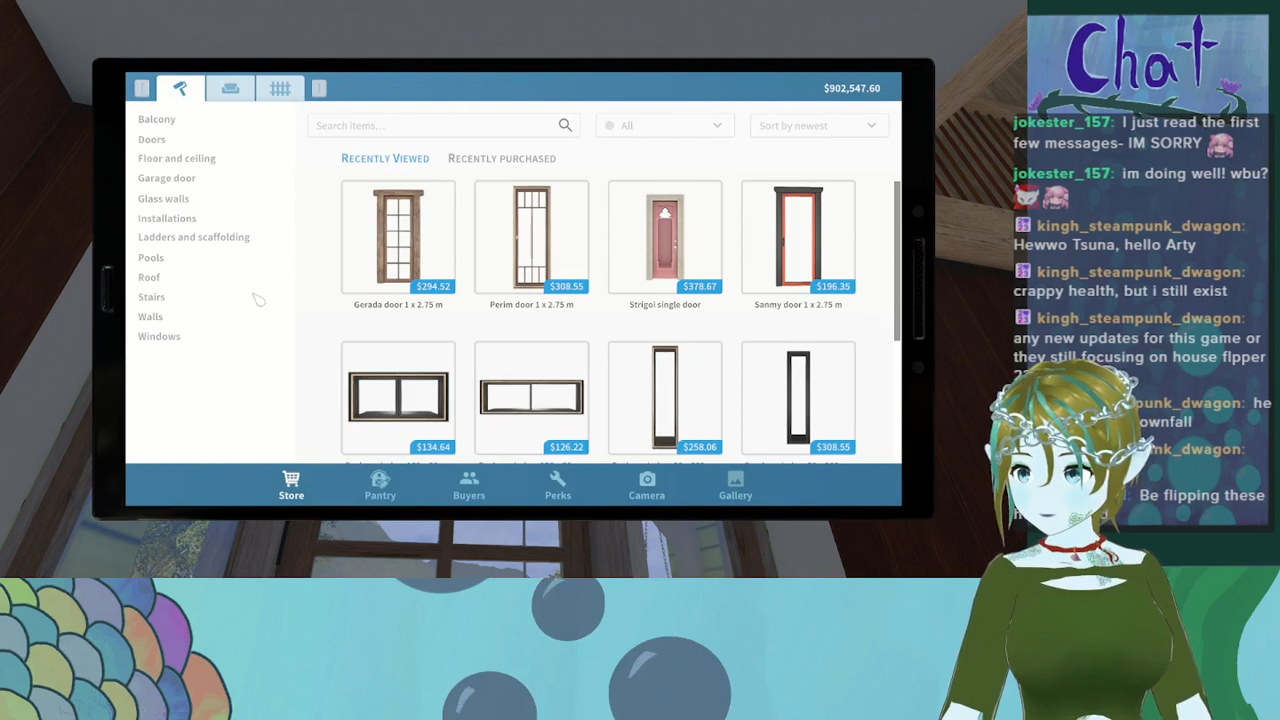 $902,547.60
Balcony
Doors
Floor and ceiling
Garage door
Glass walls
Installations
Ladders and scaffolding
Pools
Roof
Stairs
Walls
Windows
Search items...
All
Sort by newest
RECENTLY VIEWED
RECENTLY PURCHASED
$294.52
$308.55
$378.67
$196.35
Gerada door 1 x 2.75 m
Perim door 1 x 2.75 m
Strigoi single door
Sanmy door 1 x 2.75 m
$134.64
$126.22
$258.06
$308.55
Store
Pantry
Buyers
Perks
Camera
Gallery
Chat
jokester_157: I just read the first
few messages- IM SORRY
jokester_157: im doing well! wbu?
kingh_steampunk_dwagon:
Hewwo Tsuna, hello Arty
kingh_steampunk_dwagon:
crappy health, but i still exist
kingh_steampunk_dwagon:
any new updates for this game or
they still focusing on house flpper
unk_dwagon: he
ownfall
nk_dwagon:
Be flipping these